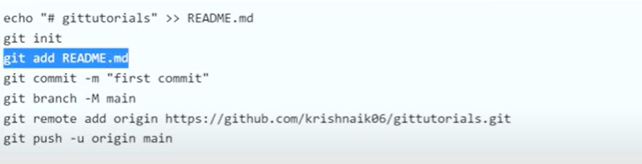 echo "# gittutorials" >> README.md
git init
git add README.md
git commit -m "first commit"
git branch -M main
git remote add origin https://github.com/krishnaik06/gittutorials.git
git push -u origin main